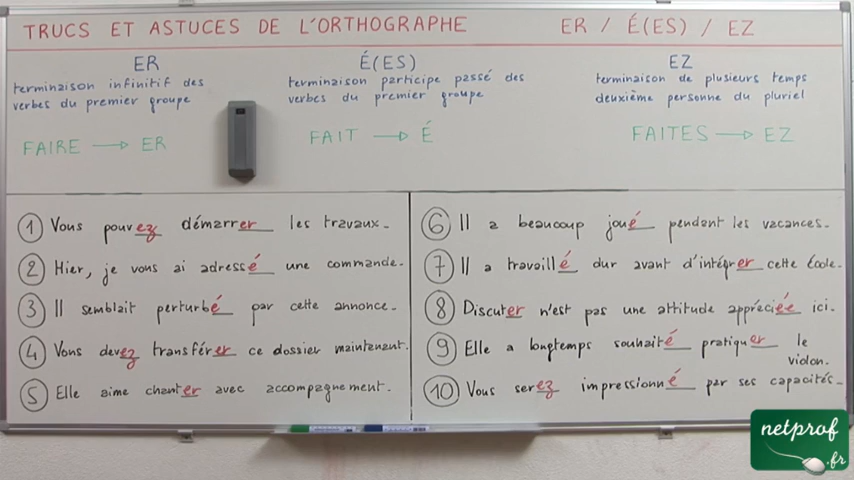 TRUCS ET ASTUCES DE L'ORTHOGRAPHE ER / É(ES) / EZ
ER
terminaison infinitif des
verbes du premier groupe
FAIRE → ER
É(ES)
terminaison participe passé des
verbes du premier groupe
FAIT → É
EZ
terminaison de plusieurs temps
deuxième personne du pluriel
FAITES → EZ
1 Vous pouvez démarrer les travaux.
2 Hier, je vous ai adressé une commande.
3 Il semblait perturbé par cette annonce.
4 Vous devez transférer ce dossier maintenant.
5 Elle aime chanter avec accompagnement.
6 Il a beaucoup joué pendant les vacances.
7 Il a travaillé dur avant d'intégrer cette école.
8 Discuter n'est pas une attitude appréciée ici.
9 Elle a longtemps souhaité pratiquer le
violon.
10 Vous serez impressionné par ses capacités.
netprof
.fr